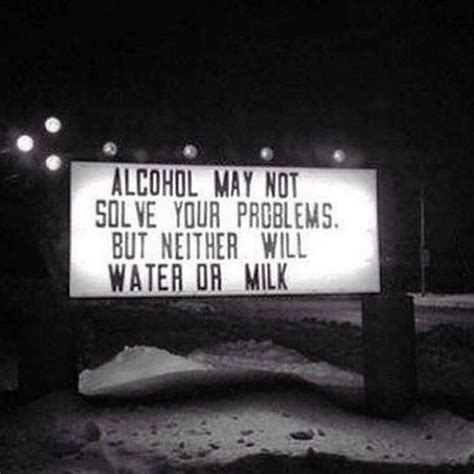 ALCOHOL MAY NOT
SOLVE YOUR PROBLEMS.
BUT NEITHER WILL
WATER OR MILK